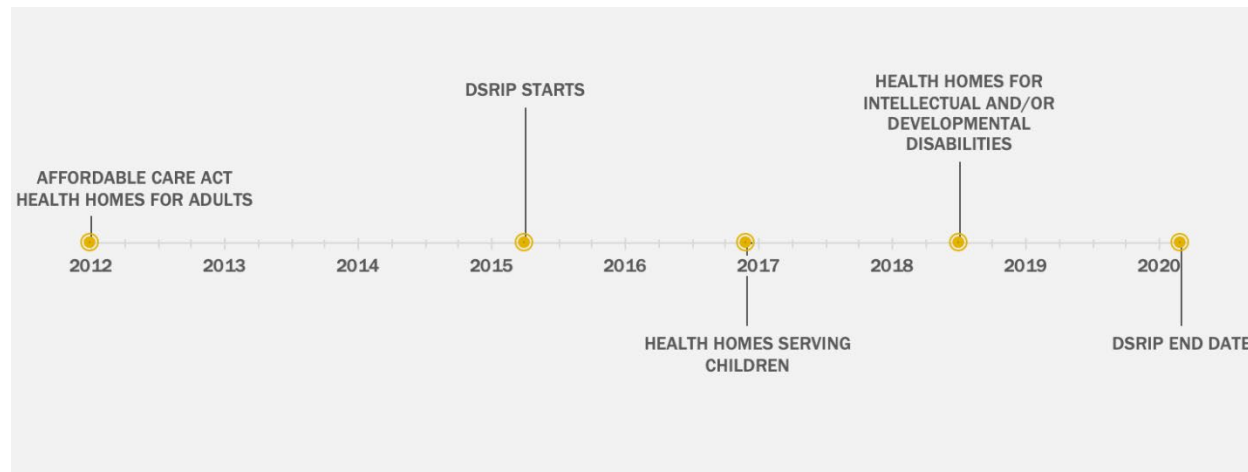 HEALTH HOMES FOR
INTELLECTUAL AND/OR
DEVELOPMENTAL
DISABILITIES
DSRIP STARTS
AFFORDABLE CARE ACT
HEALTH HOMES FOR ADULTS
2012 2013 2014 2015 2016 2017 2018 2019 2020
HEALTH HOMES SERVING
CHILDREN
DSRIP END DATE